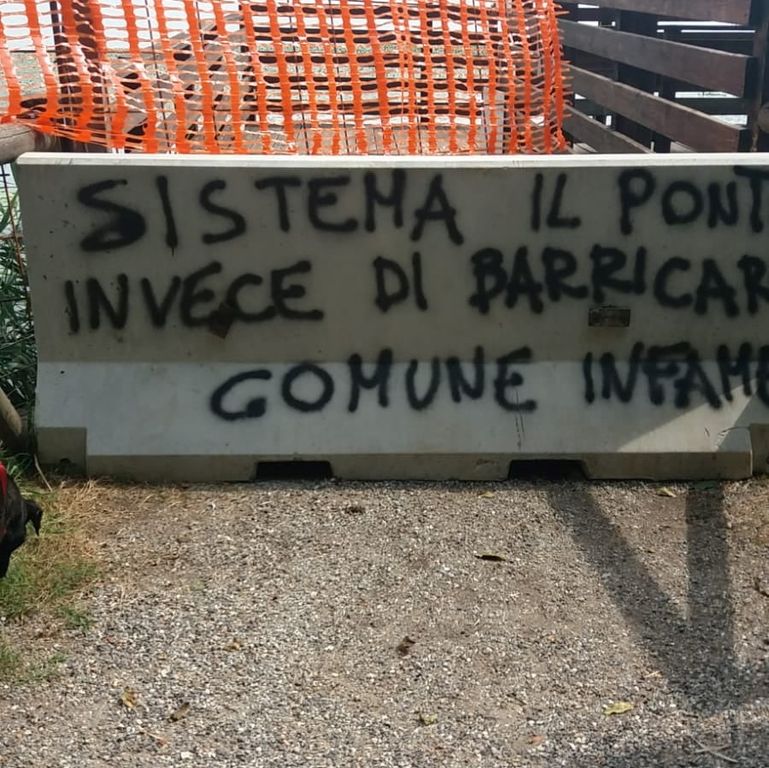 SISTEMA IL PONT
INVECE DI BARRICAR
COMUNE INFAME